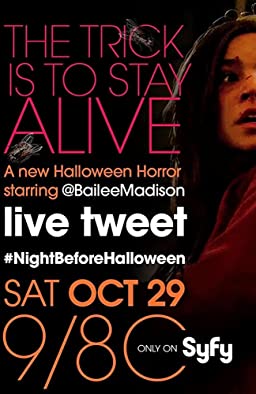 THE TRICK
IS TO STAY
ALIVE
A new Halloween Horror
starring @BaileeMadison
live tweet
#NightBeforeHalloween
SAT OCT 29
9/8C ONLY ON Syfy